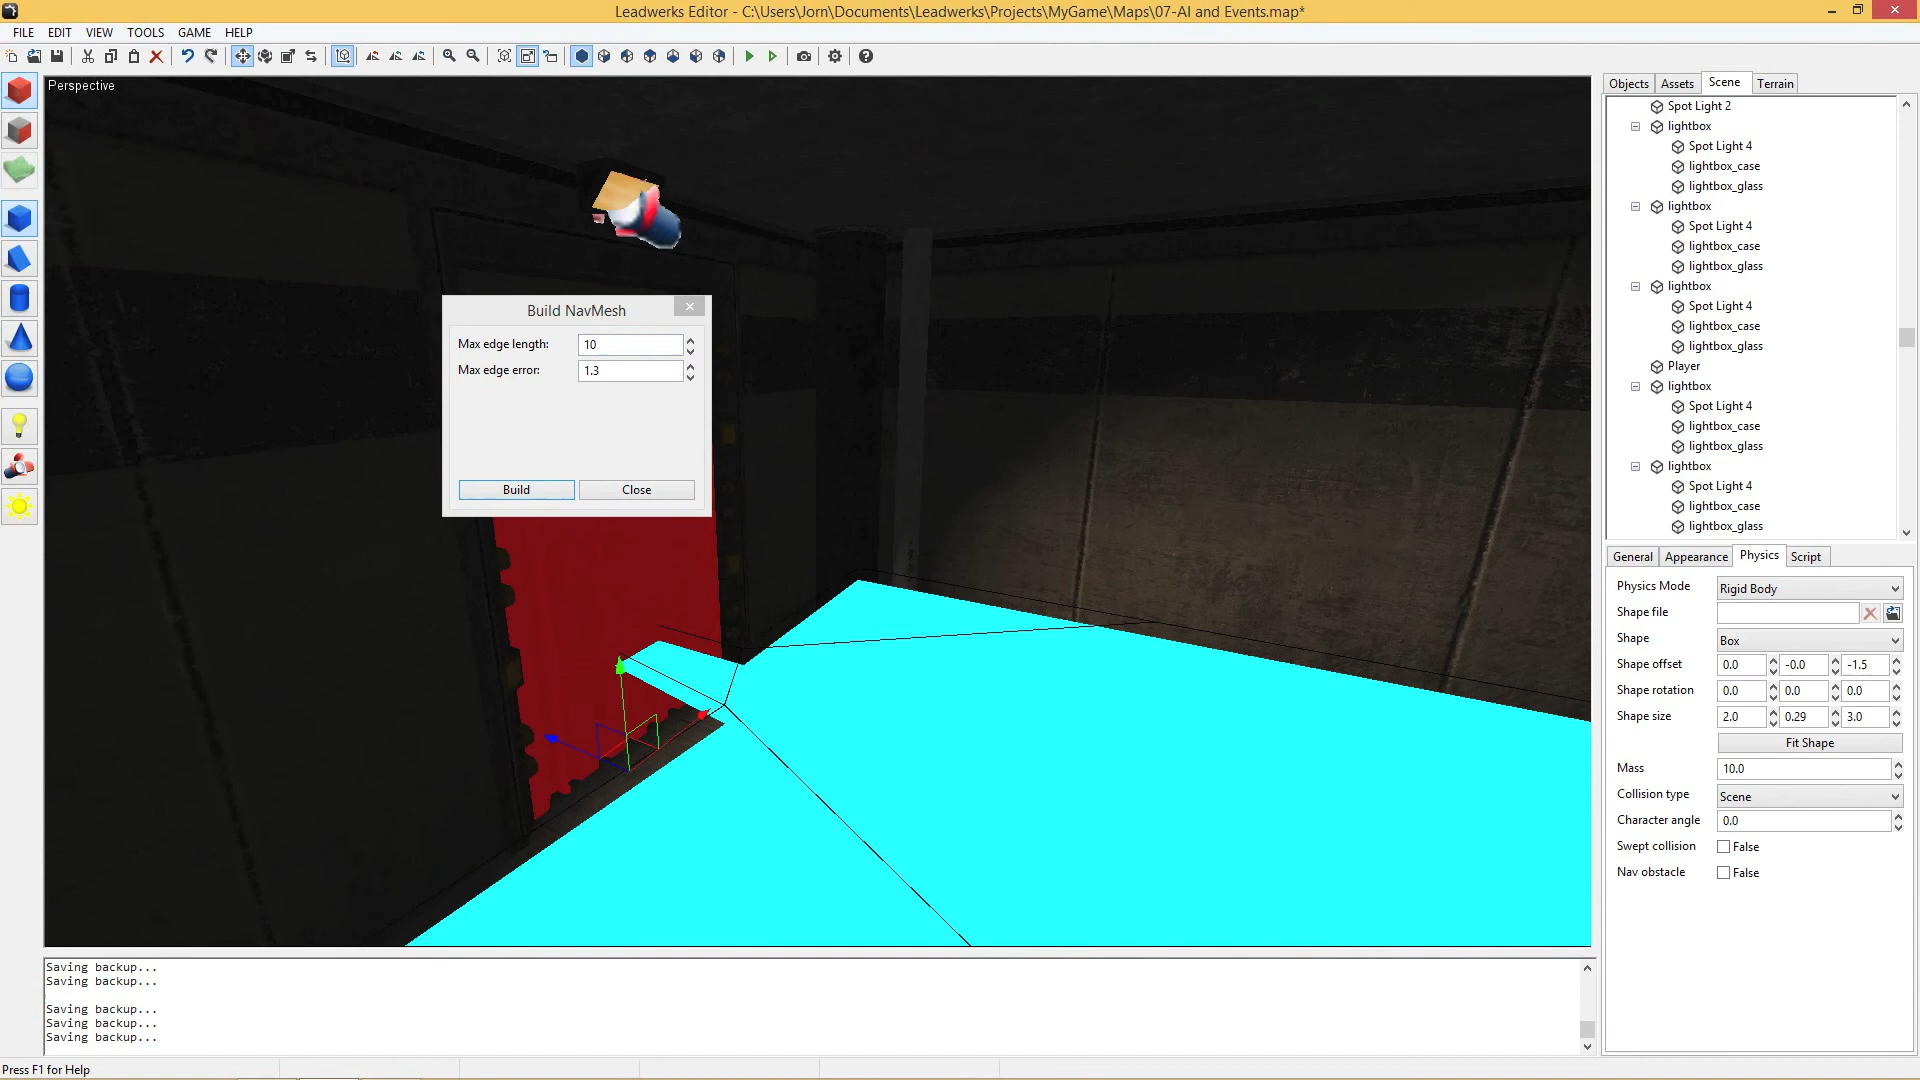 Leadwerks Editor - C:\Users\Jorn\Documents\Leadwerks\Projects\MyGame\Maps\07-AI and Events.map*
FILE EDIT VIEW TOOLS GAME HELP
Perspective
Build NavMesh
Max edge length: 10
Max edge error: 1.3
Build Close
Objects Assets Scene Terrain
Spot Light 2
lightbox
Spot Light 4
lightbox_case
lightbox_glass
lightbox
Spot Light 4
lightbox_case
lightbox_glass
lightbox
Spot Light 4
lightbox_case
lightbox_glass
Player
lightbox
Spot Light 4
lightbox_case
lightbox_glass
lightbox
Spot Light 4
lightbox_case
lightbox_glass
General Appearance Physics Script
Physics Mode Rigid Body
Shape file
Shape Box
Shape offset 0.0 -0.0 -1.5
Shape rotation 0.0 0.0 0.0
Shape size 2.0 0.29 3.0
Fit Shape
Mass 10.0
Collision type Scene
Character angle 0.0
Swept collision False
Nav obstacle False
Saving backup...
Saving backup...
Saving backup...
Saving backup...
Saving backup...
Press F1 for Help